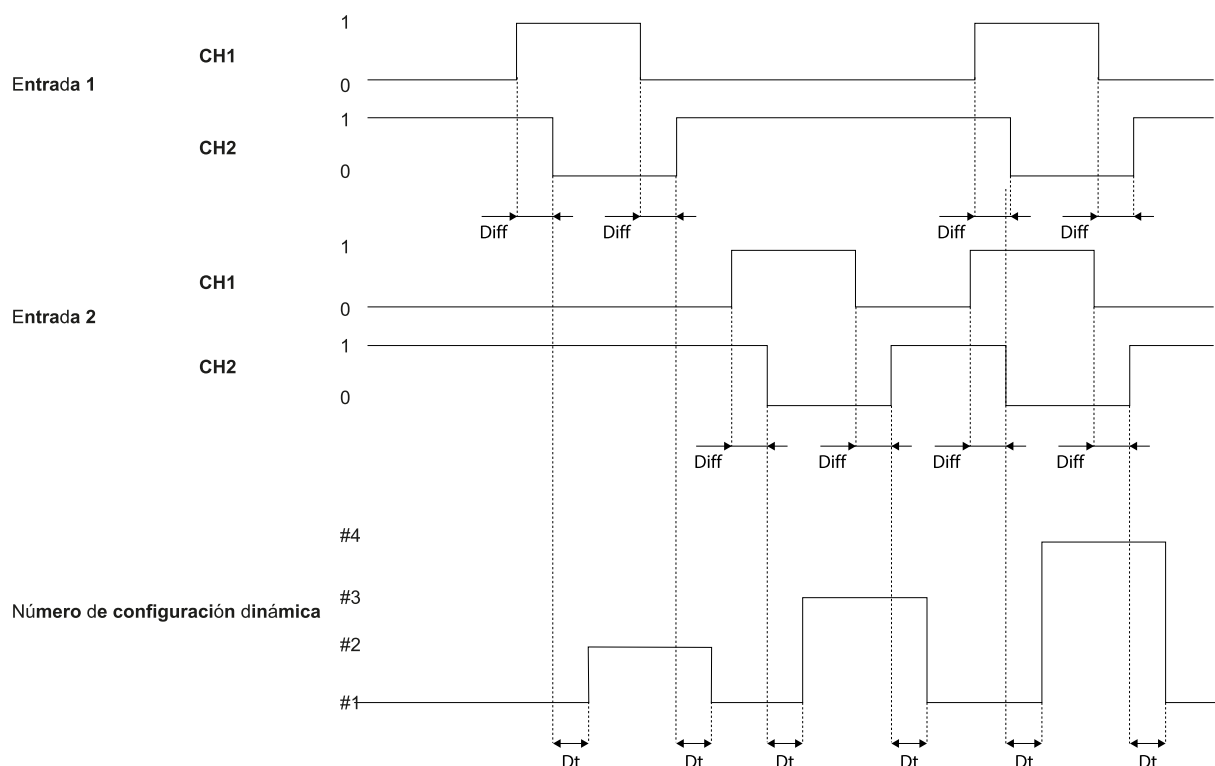 1
CH1
Entrada 1
0
1
CH2
0
Diff Diff Diff Diff
1
CH1
0
Entrada 2
1
CH2
0
Diff Diff Diff Diff
#4
#3
Número de configuración dinámica
#2
#1
Dt Dt Dt Dt Dt Dt